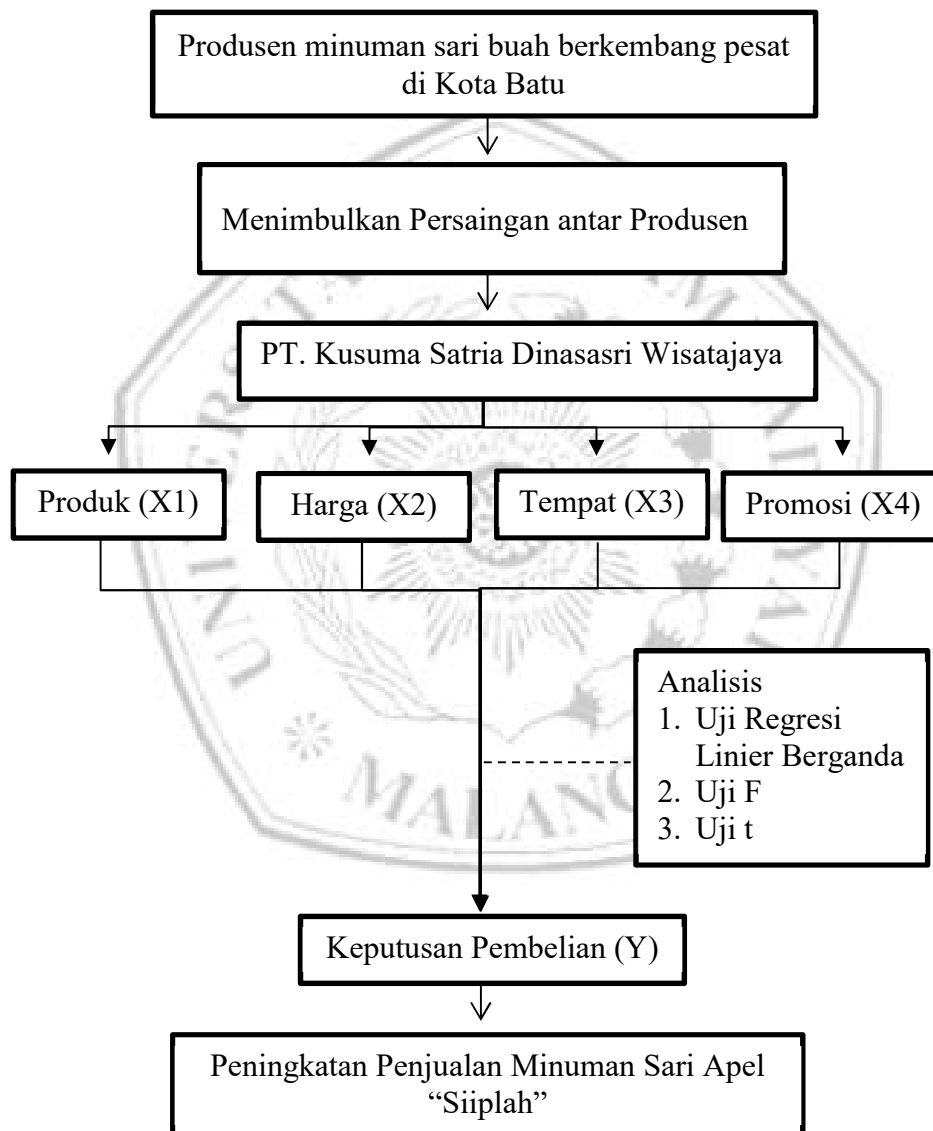 Produsen minuman sari buah berkembang pesat
di Kota Batu
Menimbulkan Persaingan antar Produsen
PT. Kusuma Satria Dinasasri Wisatajaya
Produk (X1)
Harga (X2)
Tempat (X3)
Promosi (X4)
Analisis
1. Uji Regresi
Linier Berganda
2. Uji F
3. Uji t
Keputusan Pembelian (Y)
Peningkatan Penjualan Minuman Sari Apel
“Siiplah”
MALANG